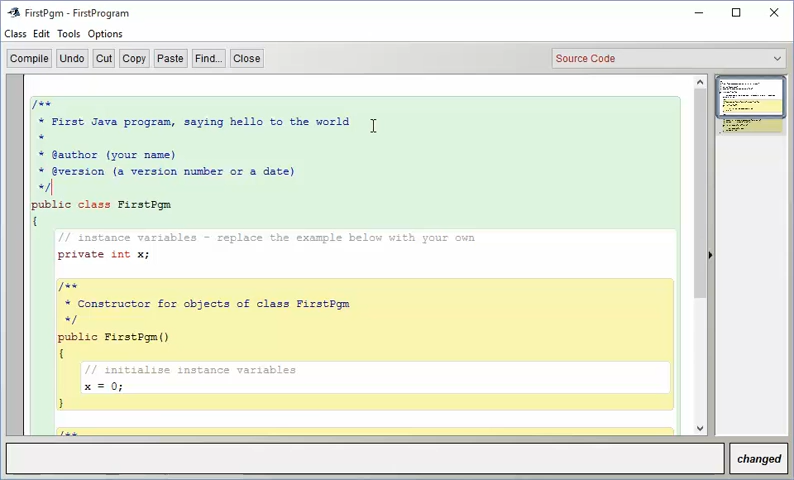 FirstPgm - FirstProgram
Class Edit Tools Options
Compile Undo Cut Copy Paste Find... Close Source Code
/**
* First Java program, saying hello to the world
*
* @author (your name)
* @version (a version number or a date)
*/
public class FirstPgm
{
// instance variables - replace the example below with your own
private int x;
/**
* Constructor for objects of class FirstPgm
*/
public FirstPgm()
{
// initialise instance variables
x = 0;
}
/**
changed